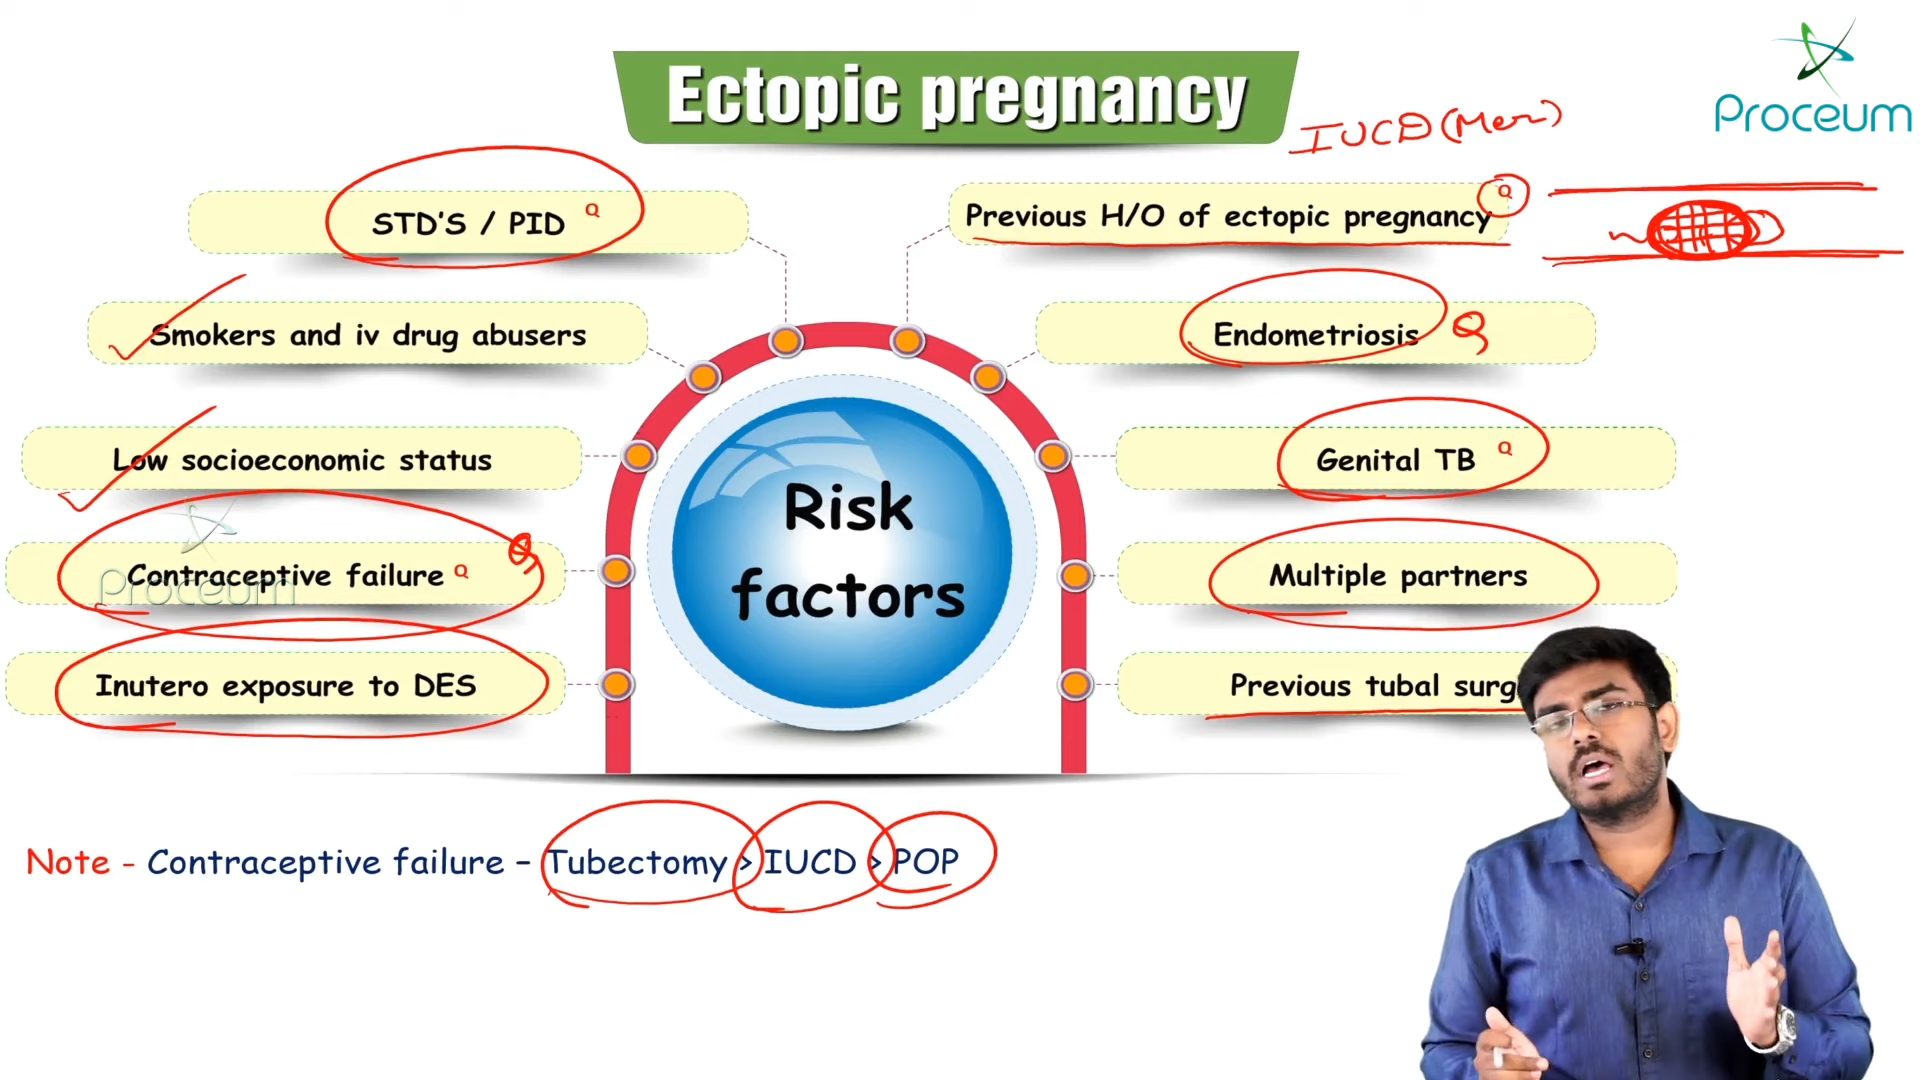 Ectopic pregnancy
Proceum
IUCD (Mer)
STD'S / PID Q
Previous H/O of ectopic pregnancy Q
Smokers and iv drug abusers
Endometriosis Q
Low socioeconomic status
Genital TB Q
Risk
factors
Contraceptive failure Q Q
Proceum
Multiple partners
Inutero exposure to DES
Previous tubal surg
Note - Contraceptive failure – Tubectomy > IUCD > POP